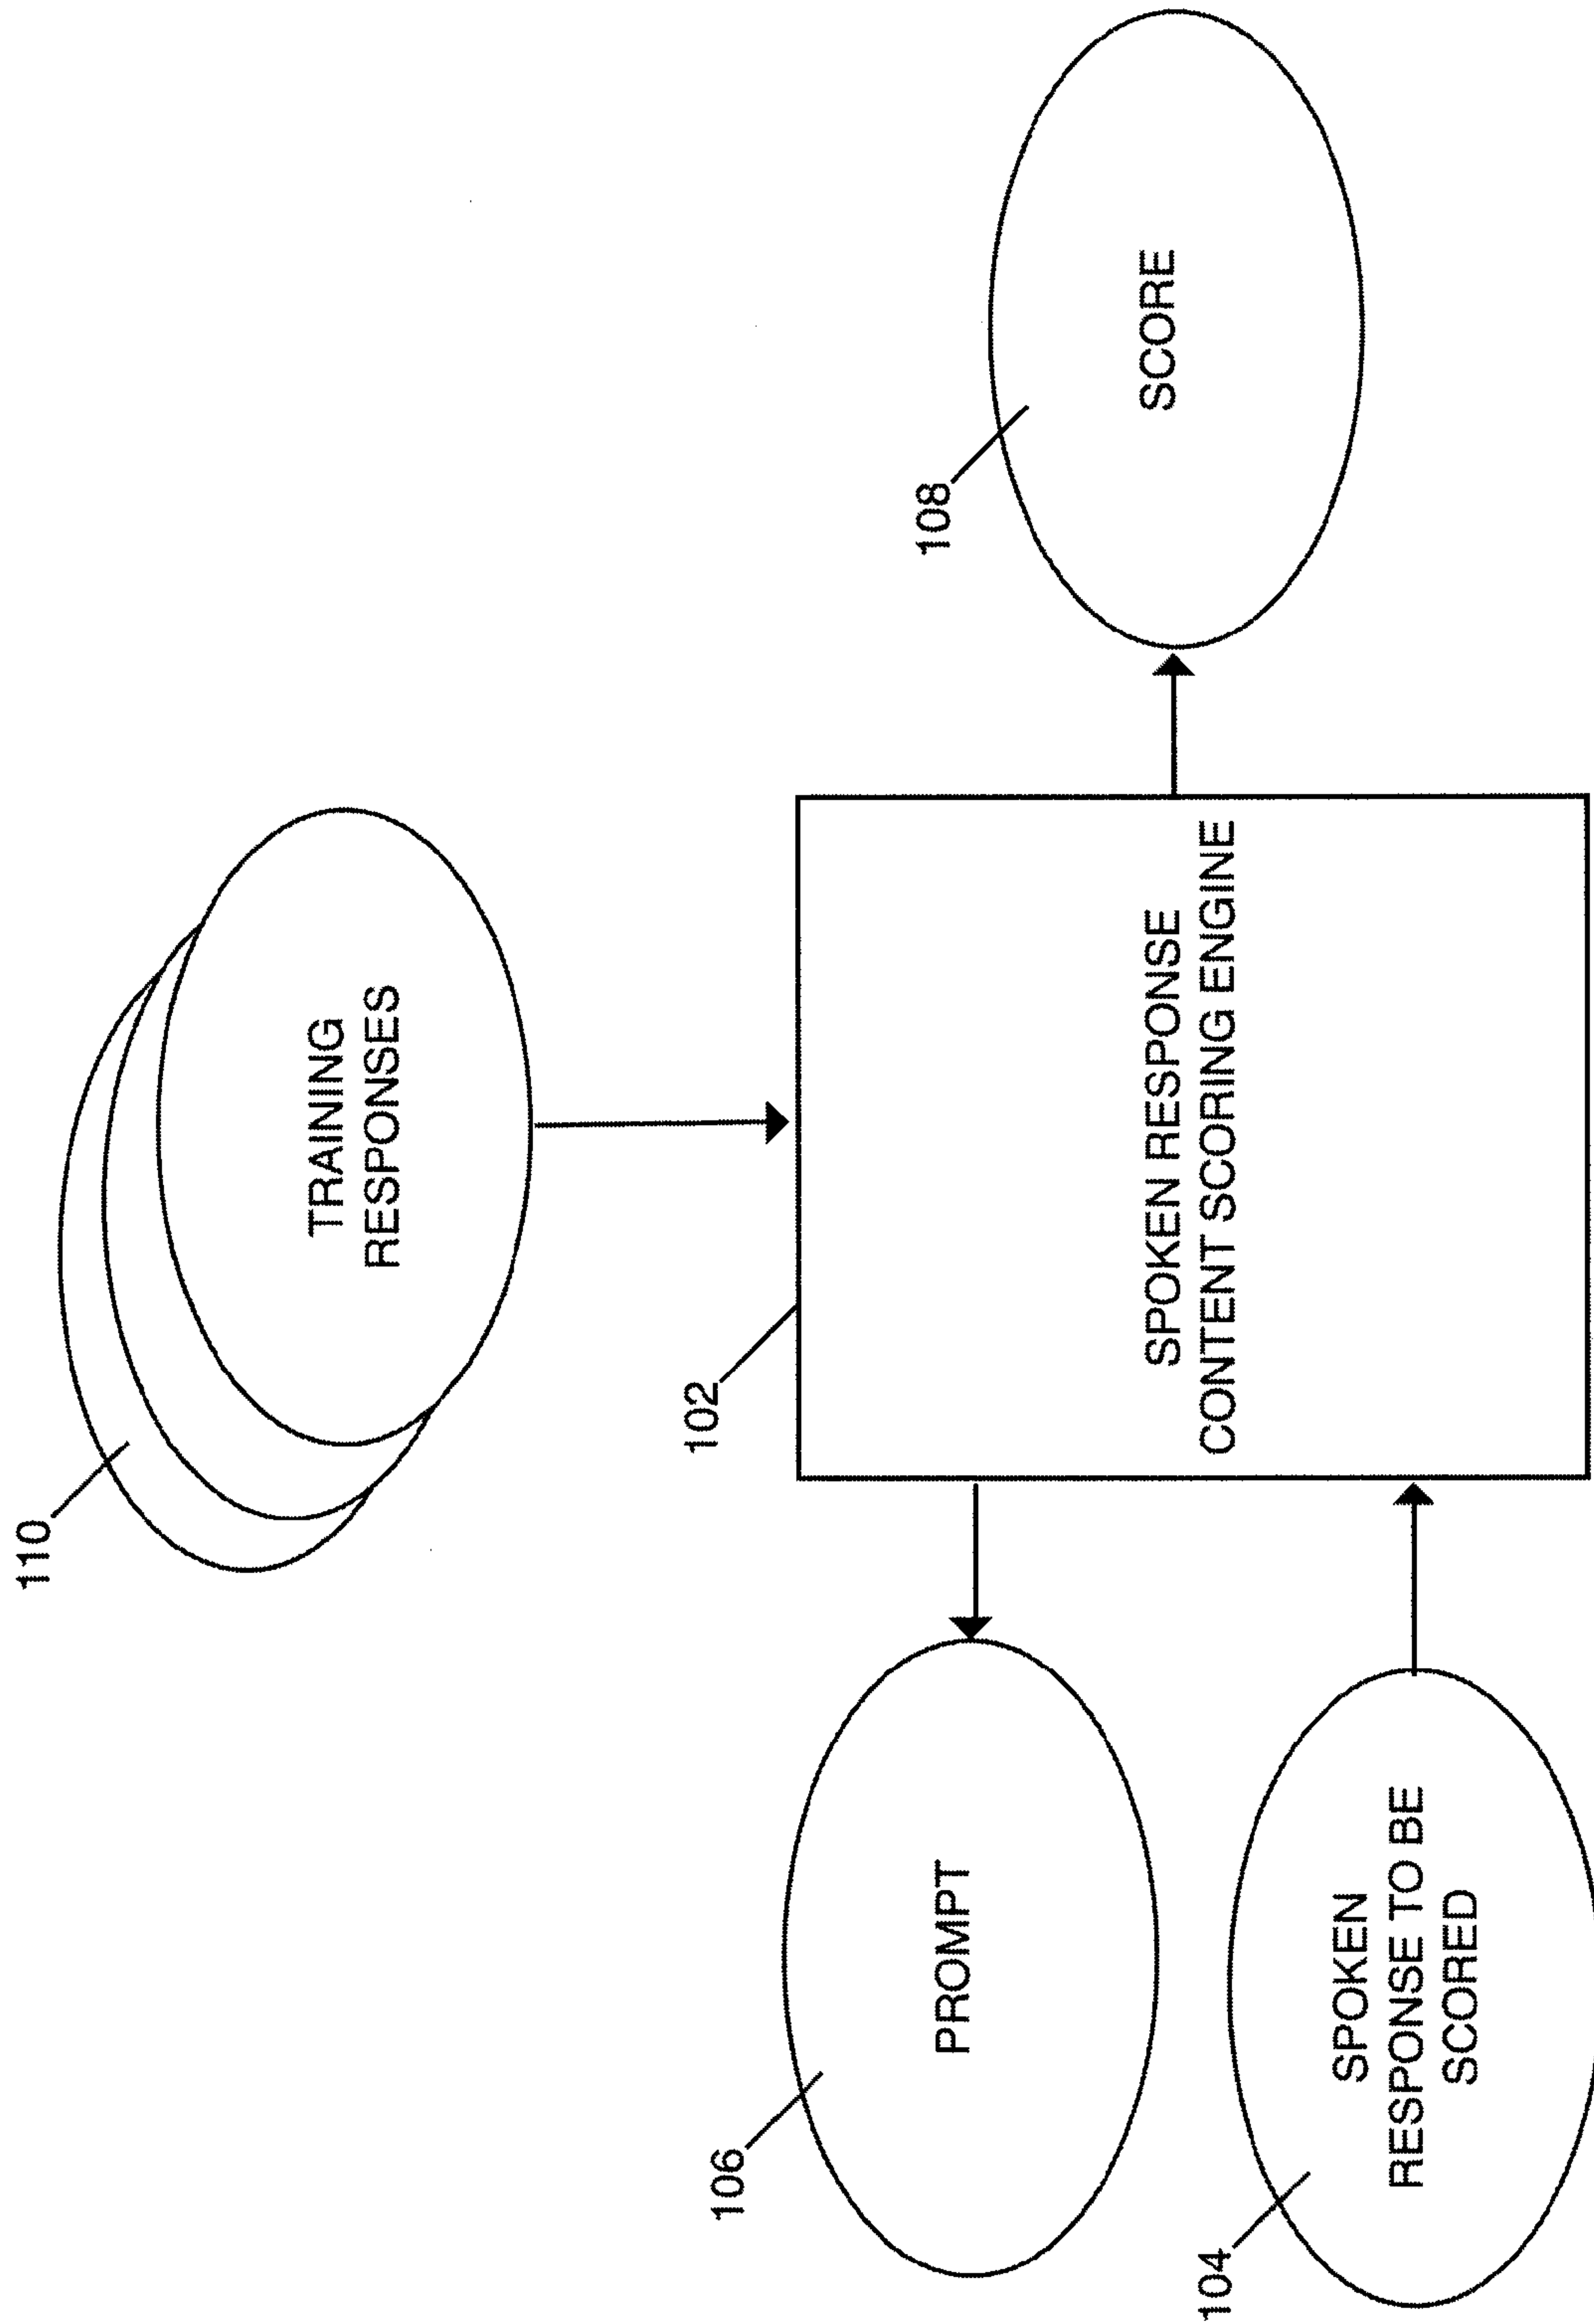 110
TRAINING
RESPONSES
102
SPOKEN RESPONSE
CONTENT SCORING ENGINE
108
SCORE
106
PROMPT
104
SPOKEN
RESPONSE TO BE
SCORED